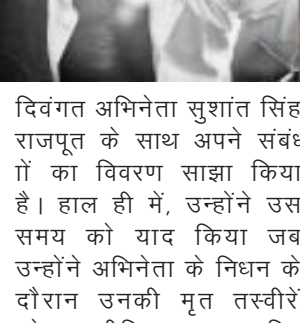 दिवंगत अभिनेता सुशांत सिंह
राजपूत के साथ अपने संबंध
ों का विवरण साझा किया
है। हाल ही में, उन्होंने उस
समय को याद किया जब
उन्होंने अभिनेता के निधन के
दौरान उनकी मृत तस्वीरें